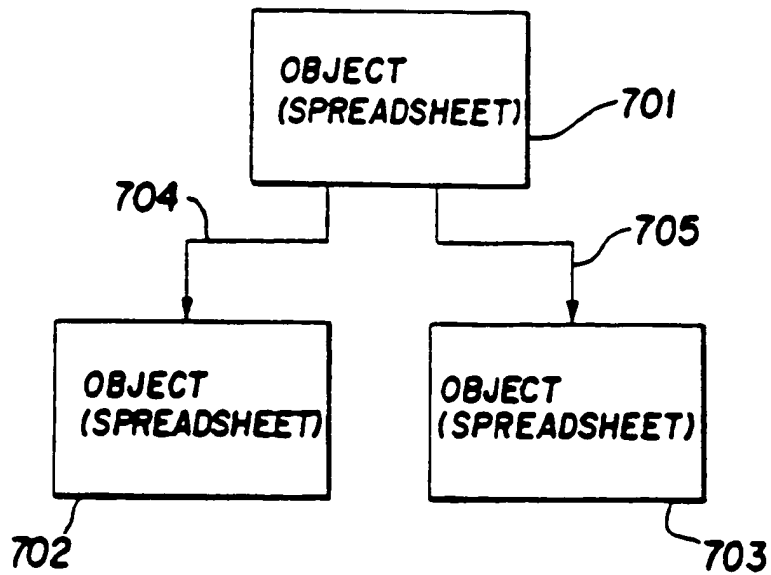 OBJECT
(SPREADSHEET)
701
704
705
OBJECT
(SPREADSHEET)
OBJECT
(SPREADSHEET)
702
703